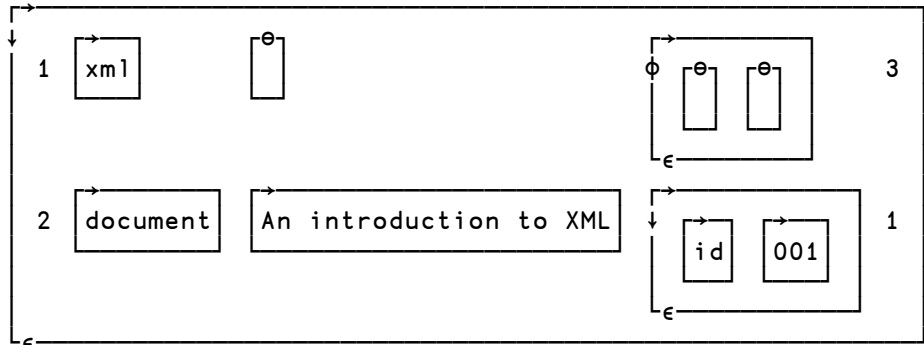 1 xml 3
2 document An introduction to XML id 001 1